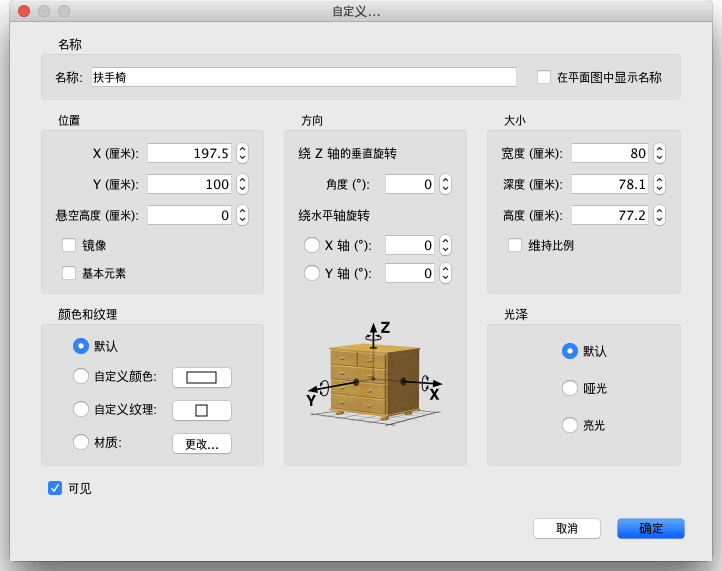 自定义...
名称
名称: 扶手椅 在平面图中显示名称
位置 方向 大小
X (厘米): 197.5 绕 Z 轴的垂直旋转 宽度 (厘米): 80
Y (厘米): 100 角度 (°): 0 深度 (厘米): 78.1
悬空高度 (厘米): 0 绕水平轴旋转 高度 (厘米): 77.2
镜像 X 轴 (°): 0 维持比例
基本元素 Y 轴 (°): 0
颜色和纹理 光泽
Z
默认 默认
自定义颜色: 哑光
Y X
自定义纹理: 亮光
材质: 更改...
可见
取消 确定